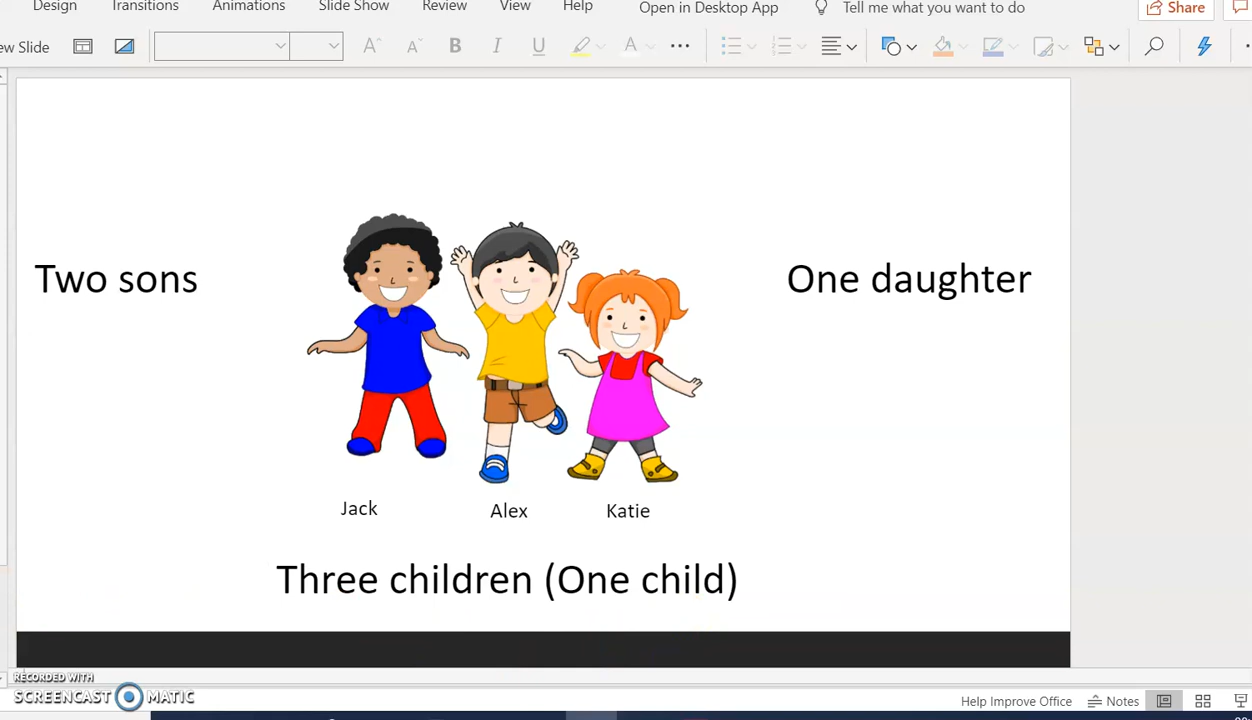 Design Transitions Animations Slide Show Review View Help Open in Desktop App Tell me what you want to do Share
ew Slide B I U A
Two sons
One daughter
Jack
Alex
Katie
Three children (One child)
RECORDED WITH
SCREENCAST MATIC
Help Improve Office Notes